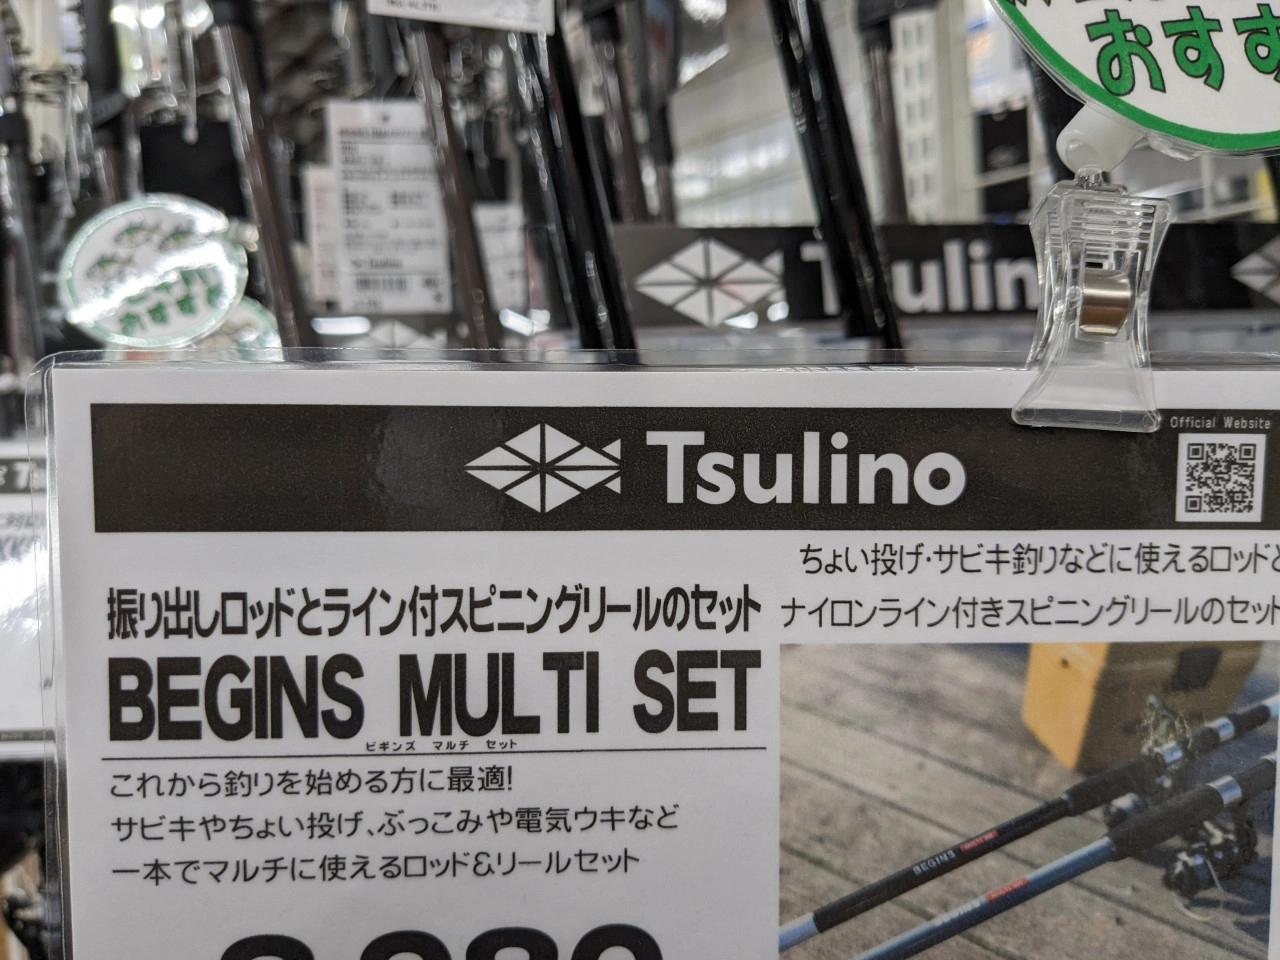 おすす
おすすめ
Tsulin
Tsulino
Official Website
ちょい投げ・サビキ釣りなどに使えるロッドと
ナイロンライン付きスピニングリールのセット
振り出しロッドとライン付スピニングリールのセット
BEGINS MULTI SET
ビギンズ マルチ セット
これから釣りを始める方に最適!
サビキやちょい投げ、ぶっこみや電気ウキなど
一本でマルチに使えるロッド&リールセット
BEGINS